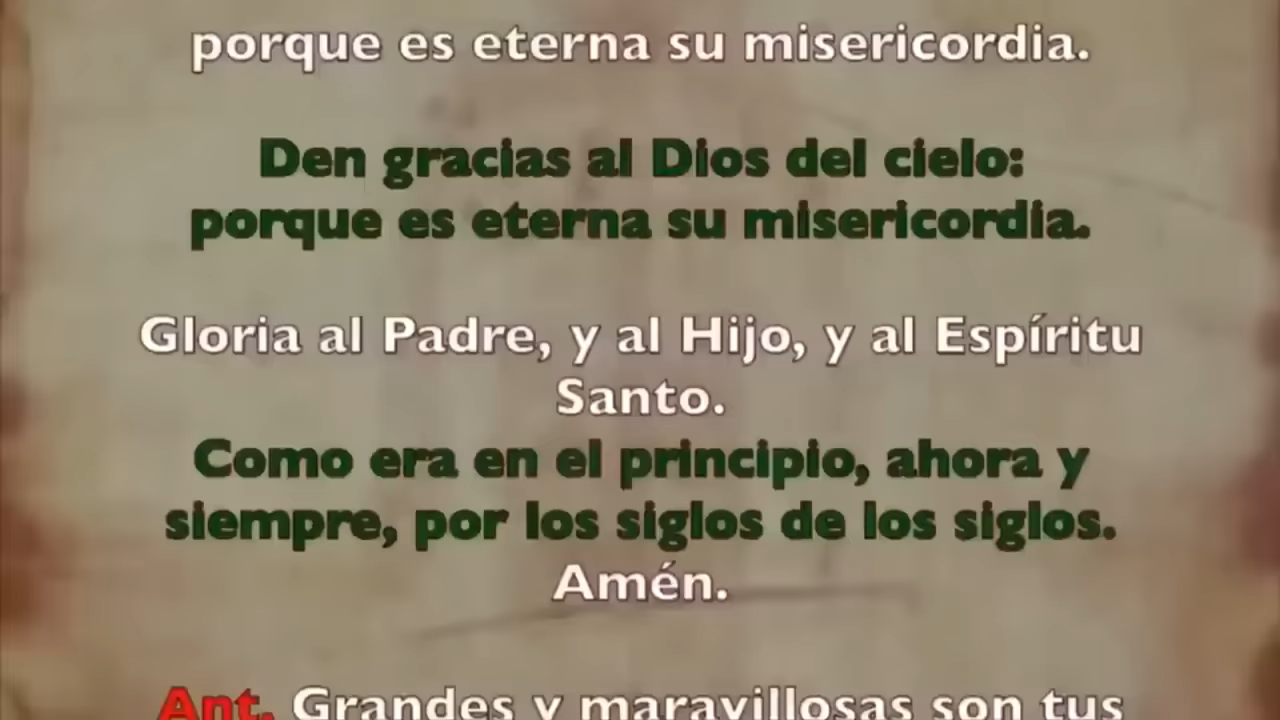 porque es eterna su misericordia.
Den gracias al Dios del cielo:
porque es eterna su misericordia.
Gloria al Padre, y al Hijo, y al Espíritu
Santo.
Como era en el principio, ahora y
siempre, por los siglos de los siglos.
Amén.
Ant. Grandes y maravillosas son tus